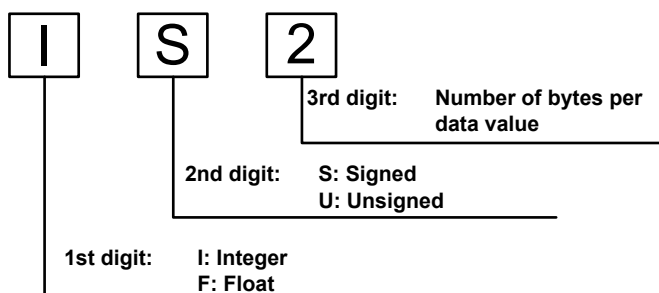 I S 2
3rd digit: Number of bytes per
data value
2nd digit: S: Signed
U: Unsigned
1st digit: I: Integer
F: Float